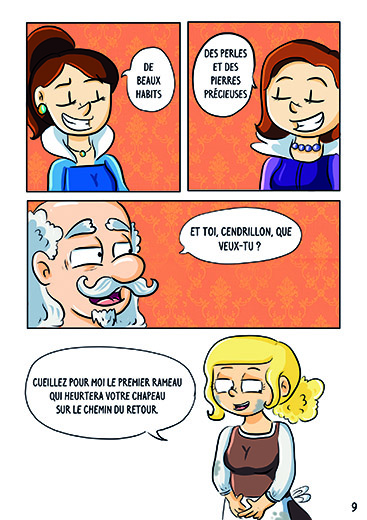 DE
BEAUX
HABITS
DES PERLES
ET DES
PIERRES
PRÉCIEUSES
ET TOI, CENDRILLON, QUE
VEUX-TU ?
CUEILLEZ POUR MOI LE PREMIER RAMEAU
QUI HEURTERA VOTRE CHAPEAU
SUR LE CHEMIN DU RETOUR.
9